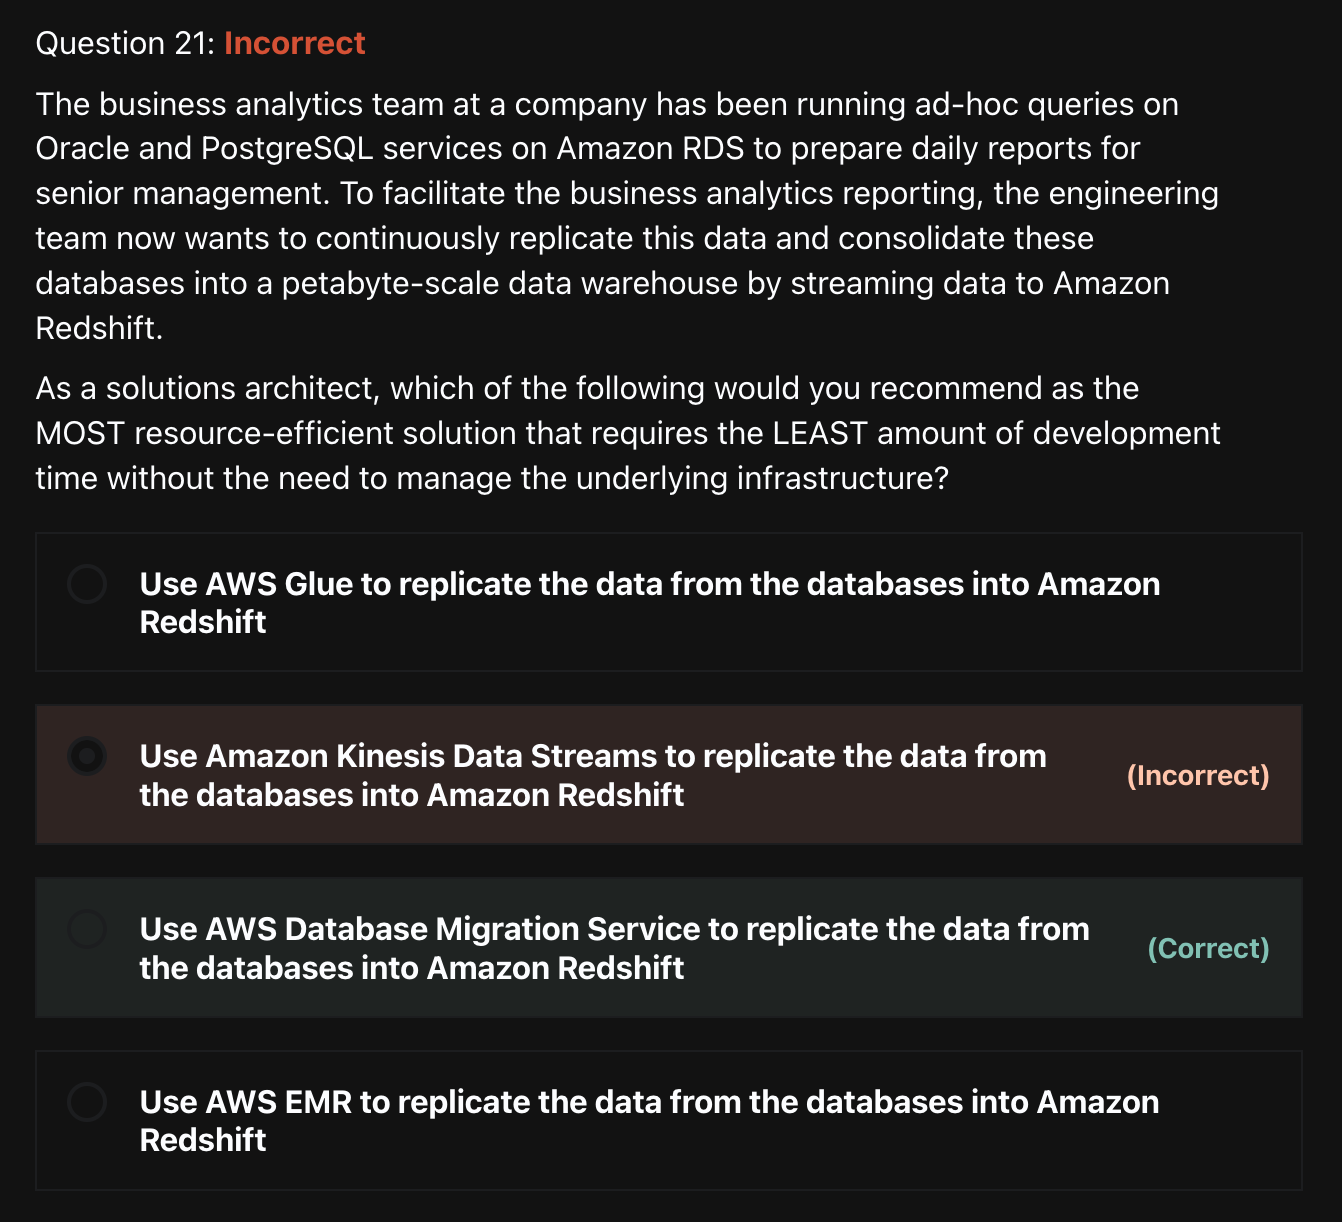 Question 21: Incorrect
The business analytics team at a company has been running ad-hoc queries on
Oracle and PostgreSQL services on Amazon RDS to prepare daily reports for
senior management. To facilitate the business analytics reporting, the engineering
team now wants to continuously replicate this data and consolidate these
databases into a petabyte-scale data warehouse by streaming data to Amazon
Redshift.
As a solutions architect, which of the following would you recommend as the
MOST resource-efficient solution that requires the LEAST amount of development
time without the need to manage the underlying infrastructure?
Use AWS Glue to replicate the data from the databases into Amazon
Redshift
Use Amazon Kinesis Data Streams to replicate the data from
the databases into Amazon Redshift
(Incorrect)
Use AWS Database Migration Service to replicate the data from
the databases into Amazon Redshift
(Correct)
Use AWS EMR to replicate the data from the databases into Amazon
Redshift